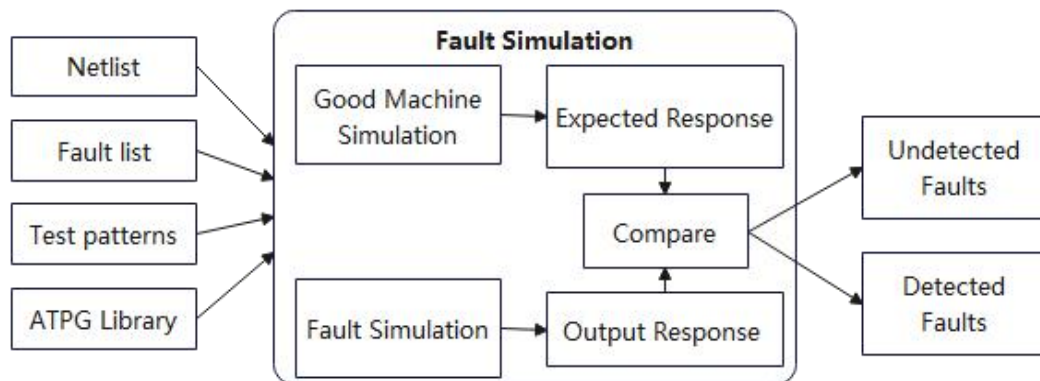 Netlist
Fault list
Test patterns
ATPG Library
Fault Simulation
Good Machine
Simulation
Expected Response
Compare
Fault Simulation
Output Response
Undetected
Faults
Detected
Faults